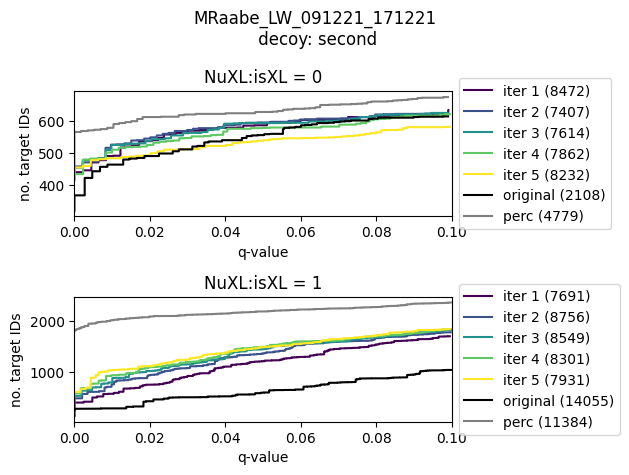 MRaabe_LW_091221_171221
decoy: second
NuXL:isXL = 0
no. target IDs
600
500
400
0.00 0.02 0.04 0.06 0.08 0.10
q-value
iter 1 (8472)
iter 2 (7407)
iter 3 (7614)
iter 4 (7862)
iter 5 (8232)
original (2108)
perc (4779)
NuXL:isXL = 1
no. target IDs
2000
1000
0.00 0.02 0.04 0.06 0.08 0.10
q-value
iter 1 (7691)
iter 2 (8756)
iter 3 (8549)
iter 4 (8301)
iter 5 (7931)
original (14055)
perc (11384)